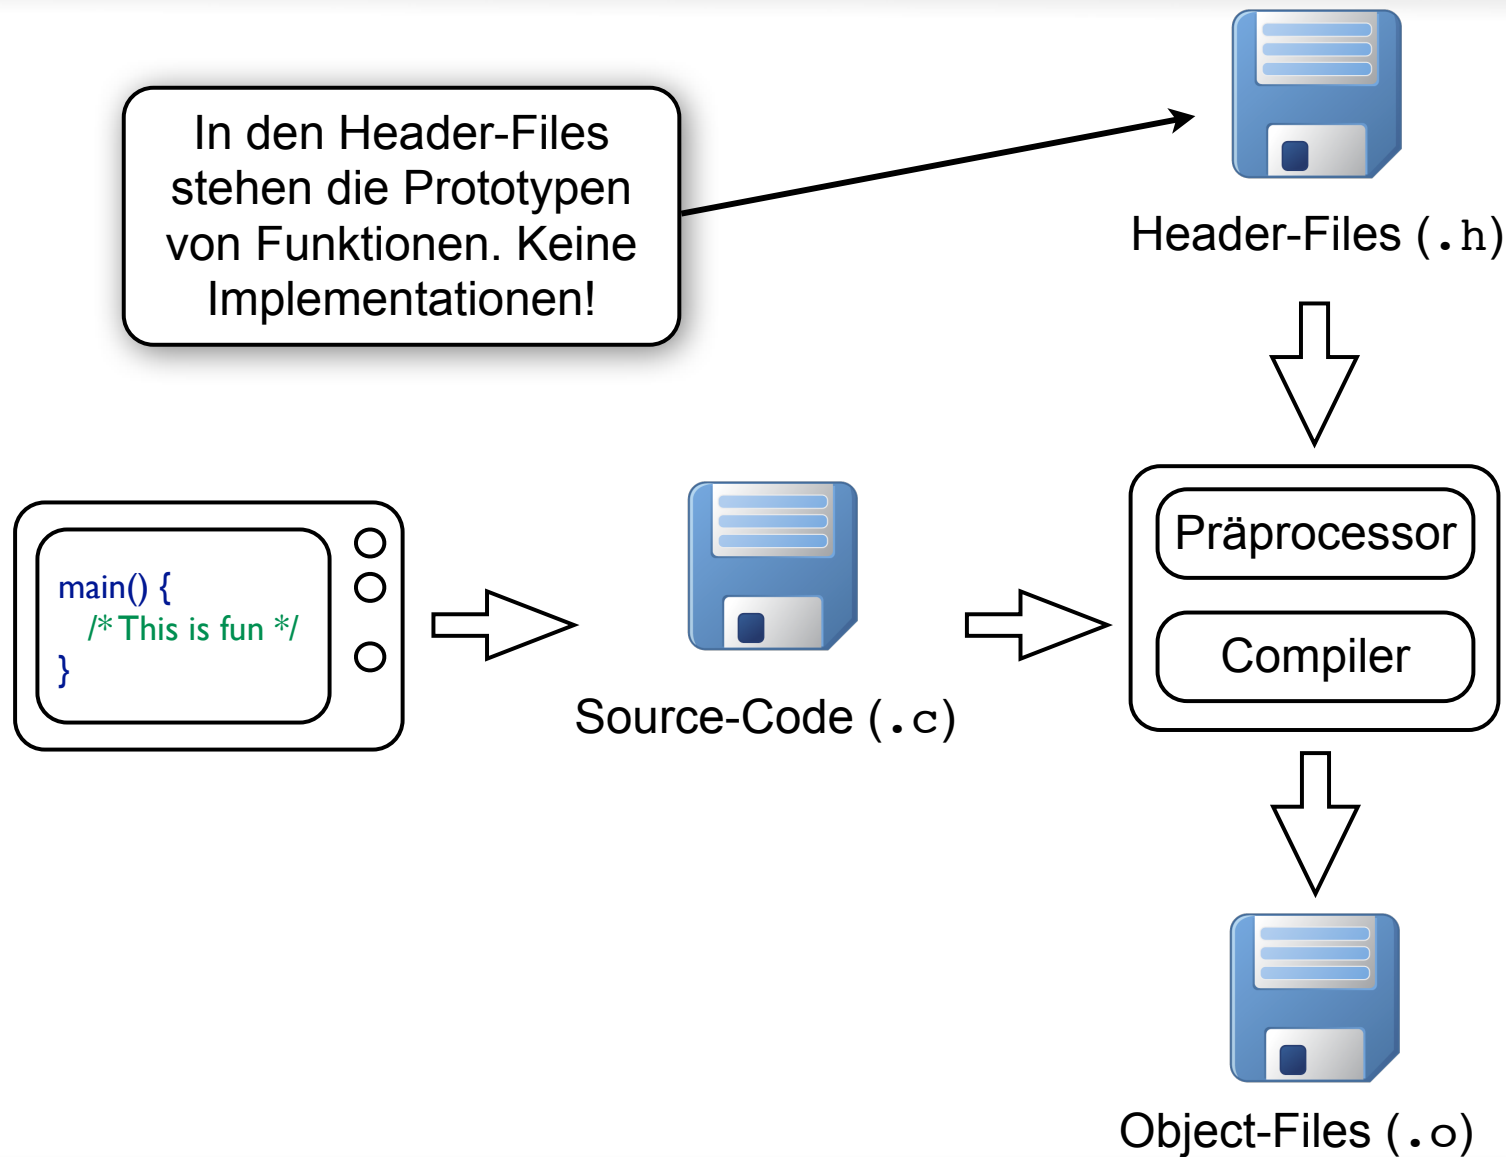 In den Header-Files
stehen die Prototypen
von Funktionen. Keine
Implementationen!
Header-Files (.h)
main() {
/* This is fun */
}
Source-Code (.c)
Präprocessor
Compiler
Object-Files (.o)